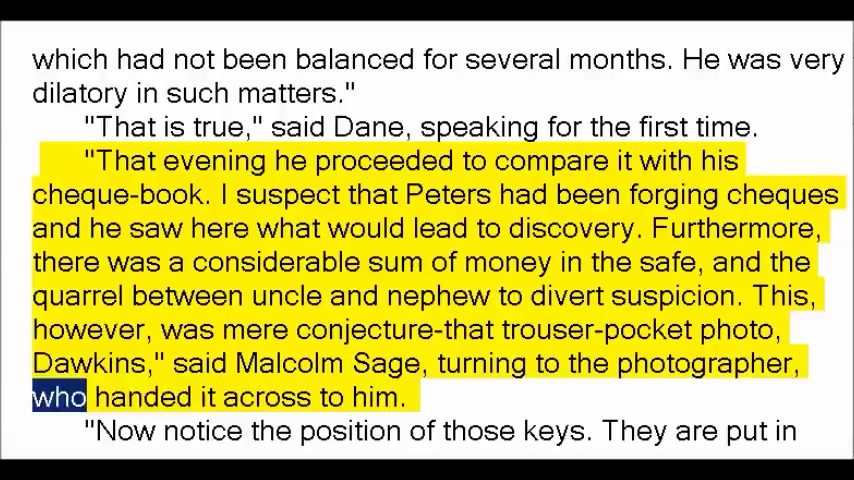 which had not been balanced for several months. He was very
dilatory in such matters."
"That is true," said Dane, speaking for the first time.
"That evening he proceeded to compare it with his
cheque-book. I suspect that Peters had been forging cheques
and he saw here what would lead to discovery. Furthermore,
there was a considerable sum of money in the safe, and the
quarrel between uncle and nephew to divert suspicion. This,
however, was mere conjecture-that trouser-pocket photo,
Dawkins," said Malcolm Sage, turning to the photographer,
who handed it across to him.
"Now notice the position of those keys. They are put in